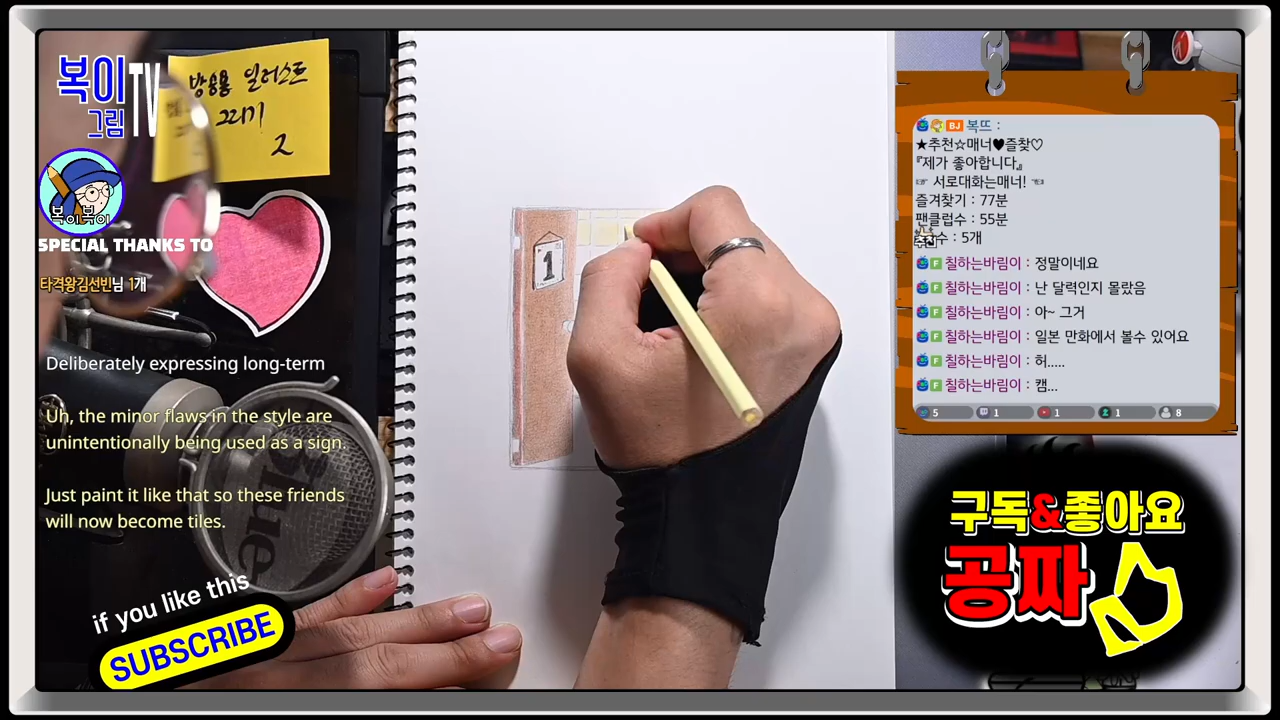 복이TV
그림
방송용 일러스트
그리기
2
복이복이
SPECIAL THANKS TO
타격왕김선빈님 1개
Deliberately expressing long-term
Uh, the minor flaws in the style are
unintentionally being used as a sign.
Just paint it like that so these friends
will now become tiles.
Blue
if you like this
SUBSCRIBE
1
BJ 복뜨 :
★추천☆매너♥즐찾♡
『제가 좋아합니다』
☞ 서로대화는매너! ☜
즐겨찾기 : 77분
팬클럽수 : 55분
수 : 5개
F 칠하는바림이 : 정말이네요
F 칠하는바림이 : 난 달력인지 몰랐음
F 칠하는바림이 : 아~ 그거
F 칠하는바림이 : 일본 만화에서 볼수 있어요
F 칠하는바림이 : 허.....
F 칠하는바림이 : 캠...
5 1 1 1 8
구독&좋아요
공짜